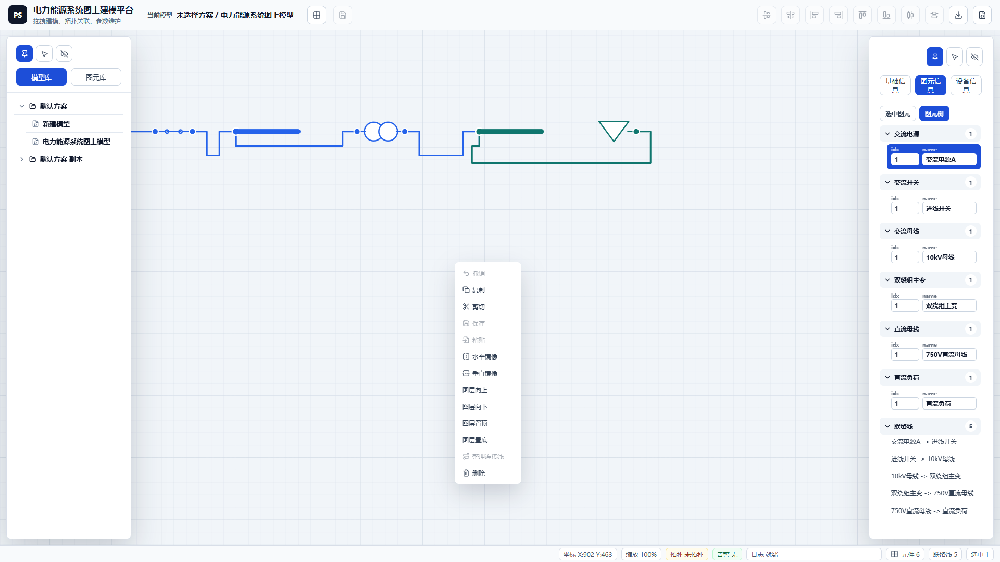 PS
电力能源系统图上建模平台
拖拽建模、拓扑关联、参数维护
当前模型 未选择方案 / 电力能源系统图上模型
模型库
图元库
默认方案
新建模型
电力能源系统图上模型
默认方案 副本
撤销
复制
剪切
保存
粘贴
水平镜像
垂直镜像
图层向上
图层向下
图层置顶
图层置底
整理连接线
删除
基础信息
图元信息
设备信息
选中图元
图元树
交流电源 1
idx name
1 交流电源A
交流开关 1
idx name
1 进线开关
交流母线 1
idx name
1 10kV母线
双绕组主变 1
idx name
1 双绕组主变
直流母线 1
idx name
1 750V直流母线
直流负荷 1
idx name
1 直流负荷
联络线 5
交流电源A -> 进线开关
进线开关 -> 10kV母线
10kV母线 -> 双绕组主变
双绕组主变 -> 750V直流母线
750V直流母线 -> 直流负荷
坐标 X:902 Y:463
缩放 100%
拓扑 未拓扑
告警 无
日志 就绪
元件 6
联络线 5
选中 1